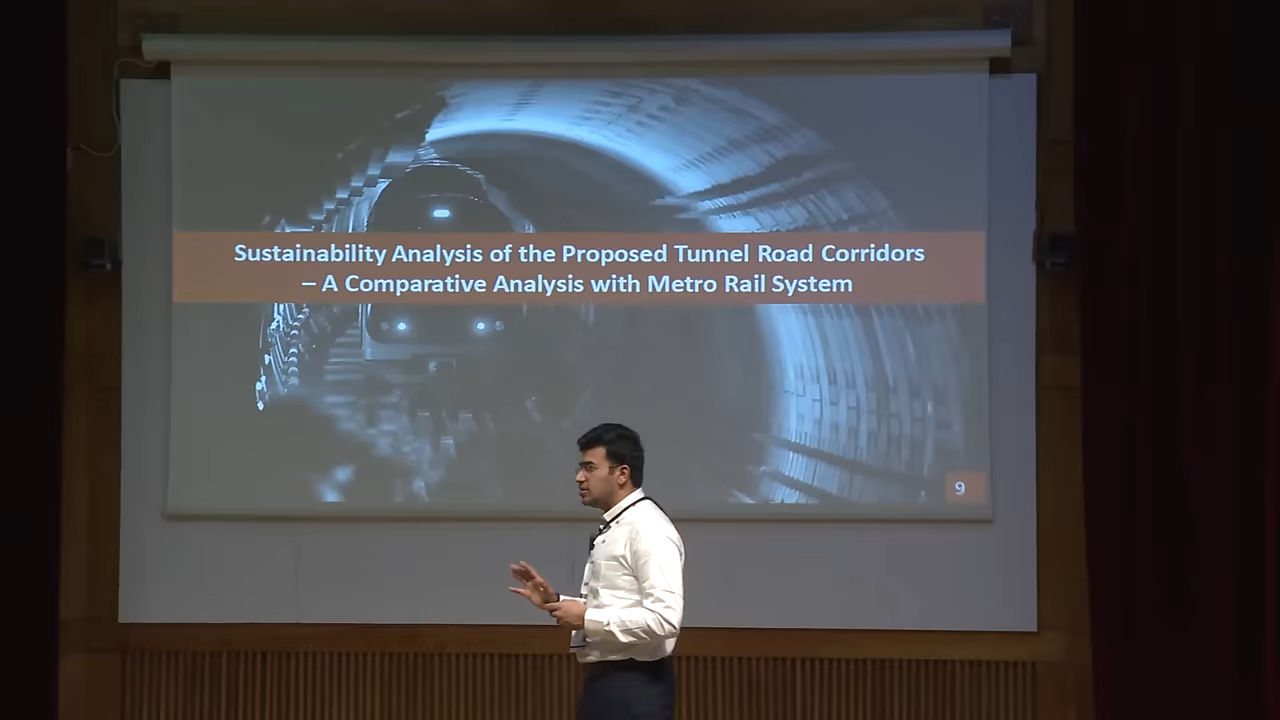 Sustainability Analysis of the Proposed Tunnel Road Corridors
– A Comparative Analysis with Metro Rail System
9